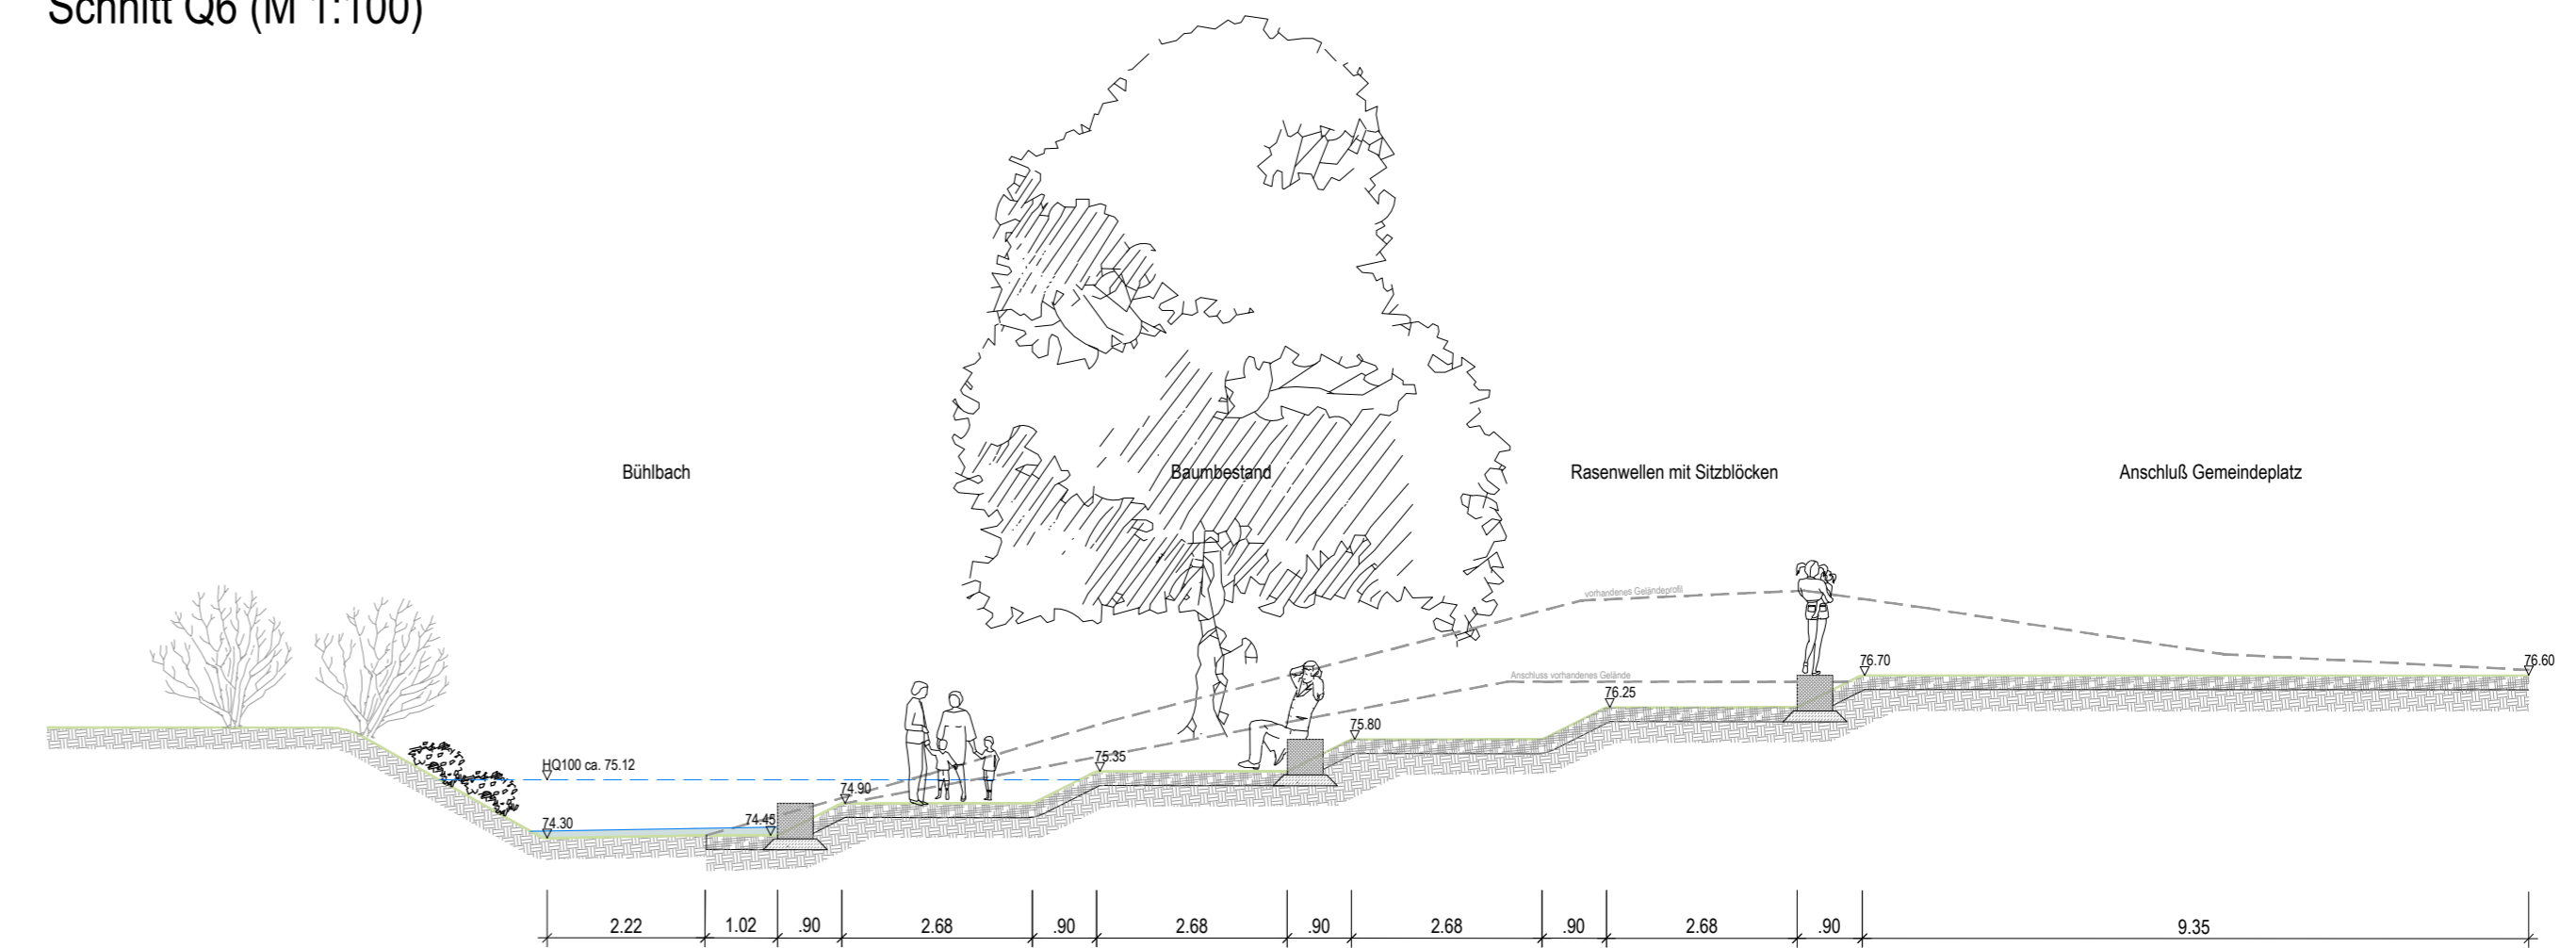 Schnitt Q6 (M 1:100)
Bühlbach
Baumbestand
Rasenwellen mit Sitzblöcken
Anschluß Gemeindeplatz
vorhandenes Geländeprofil
Anschluss vorhandenes Gelände
76.70
76.60
76.25
75.80
75.35
HQ100 ca. 75.12
74.90
74.30
74.45
2.22
1.02
.90
2.68
.90
2.68
.90
2.68
.90
2.68
.90
9.35